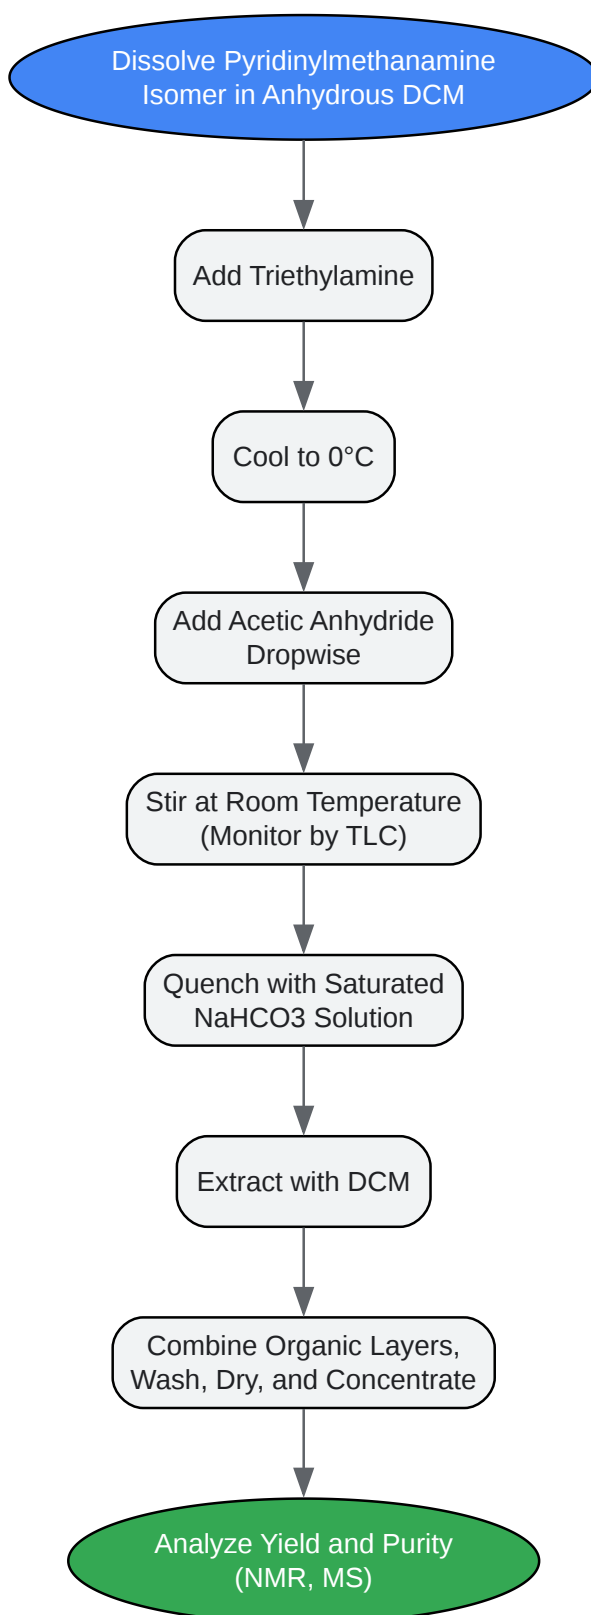 Dissolve Pyridinylmethanamine
Isomer in Anhydrous DCM
Add Triethylamine
Cool to 0°C
Add Acetic Anhydride
Dropwise
Stir at Room Temperature
(Monitor by TLC)
Quench with Saturated
NaHCO3 Solution
Extract with DCM
Combine Organic Layers,
Wash, Dry, and Concentrate
Analyze Yield and Purity
(NMR, MS)